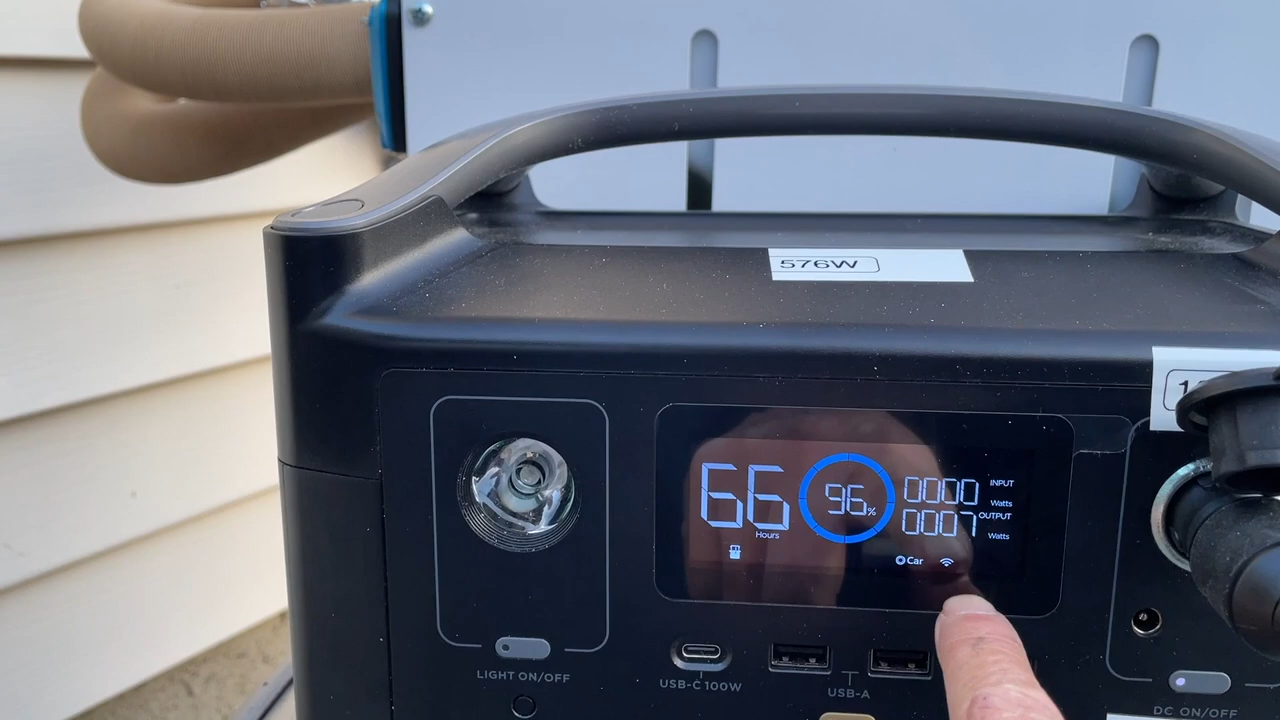 576W
66
Hours
96%
0000 INPUT Watts
0007 OUTPUT Watts
Car
LIGHT ON/OFF
USB-C 100W
USB-A
DC ON/OFF